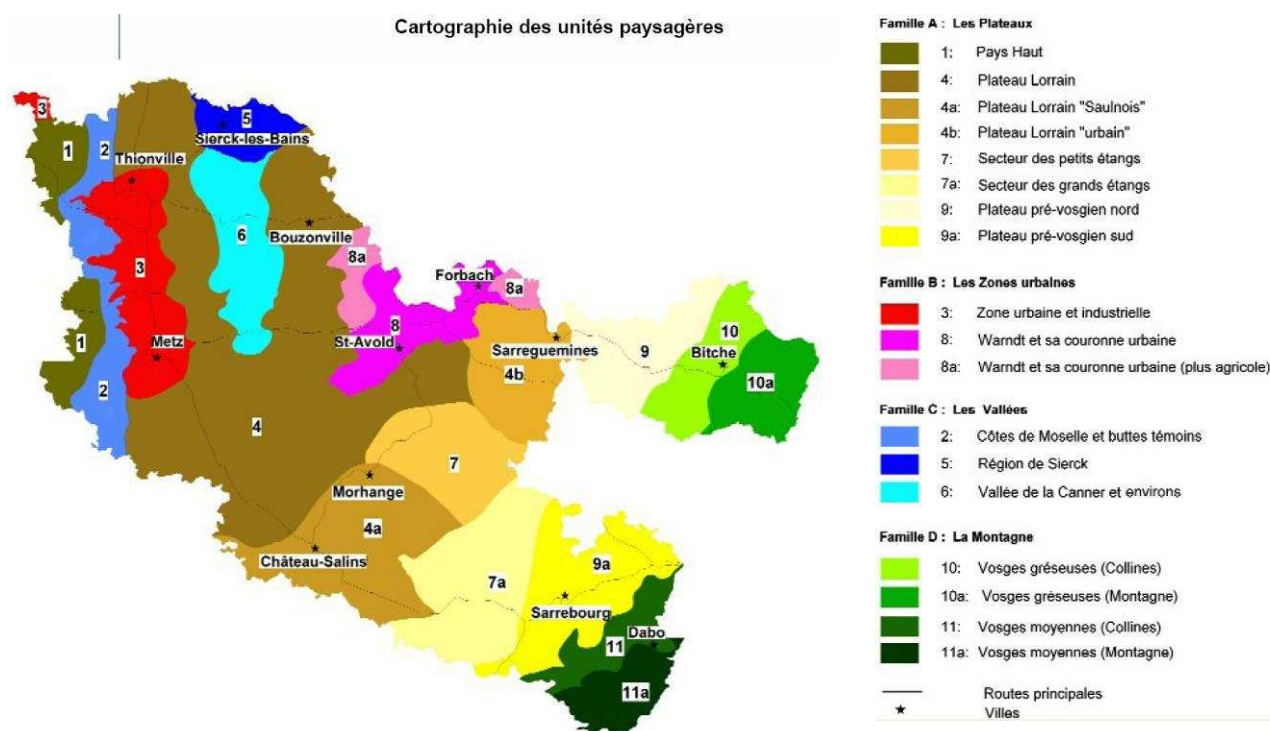 Cartographie des unités paysagères
3
1
2
Thionville
5
Sierck-les-Bains
6
Bouzonville
8a
3
Forbach
8a
1
Metz
8
St-Avold
Sarreguemines
4b
9
10
Bitche
10a
2
4
7
Morhange
4a
Château-Salins
7a
9a
Sarrebourg
11
Dabo
11a
Famille A : Les Plateaux
1: Pays Haut
4: Plateau Lorrain
4a: Plateau Lorrain "Saulnois"
4b: Plateau Lorrain "urbain"
7: Secteur des petits étangs
7a: Secteur des grands étangs
9: Plateau pré-vosgien nord
9a: Plateau pré-vosgien sud
Famille B : Les Zones urbaines
3: Zone urbaine et industrielle
8: Warndt et sa couronne urbaine
8a: Warndt et sa couronne urbaine (plus agricole)
Famille C : Les Vallées
2: Côtes de Moselle et buttes témoins
5: Région de Sierck
6: Vallée de la Canner et environs
Famille D : La Montagne
10: Vosges gréseuses (Collines)
10a: Vosges gréseuses (Montagne)
11: Vosges moyennes (Collines)
11a: Vosges moyennes (Montagne)
Routes principales
Villes